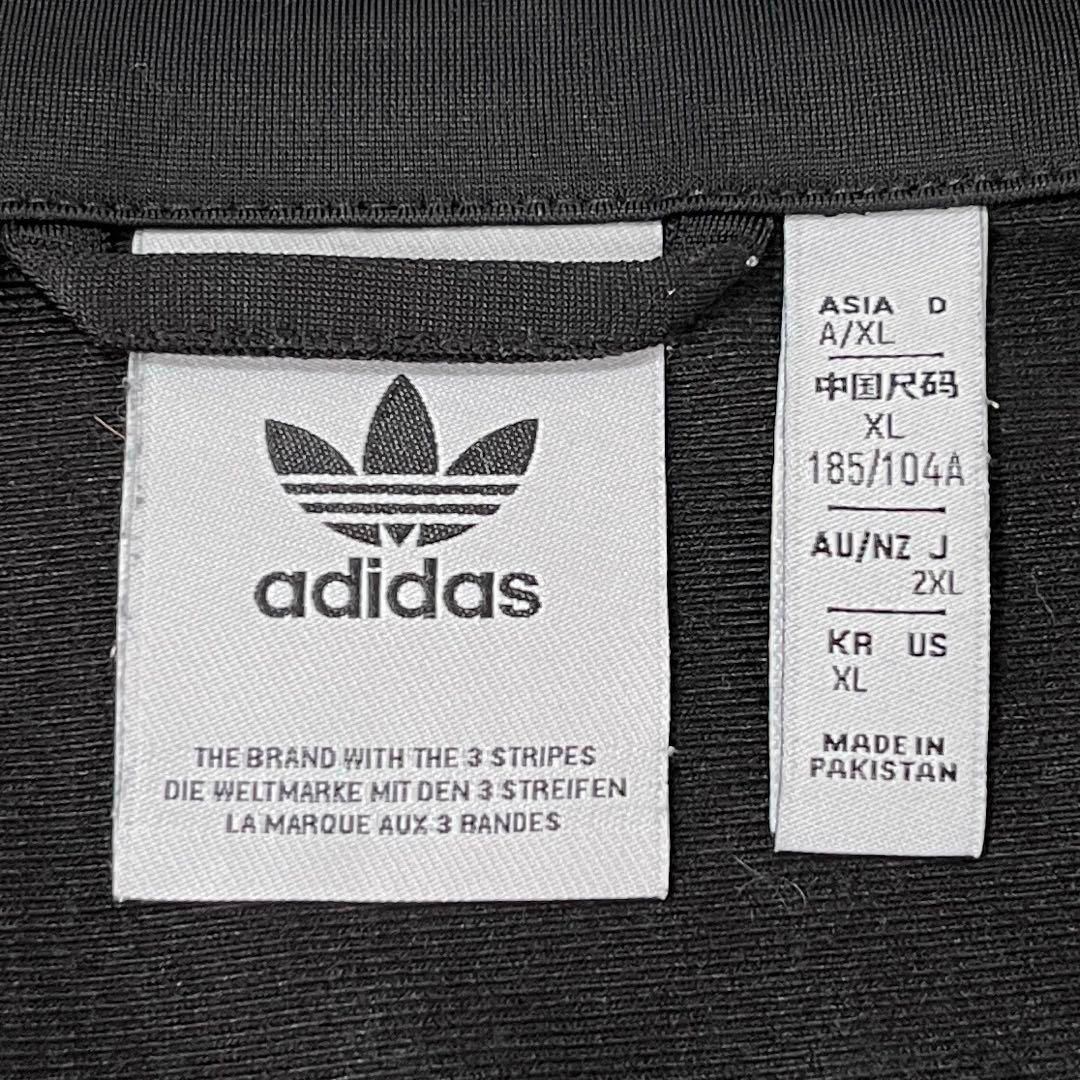 adidas
THE BRAND WITH THE 3 STRIPES
DIE WELTMARKE MIT DEN 3 STREIFEN
LA MARQUE AUX 3 BANDES
ASIA D
A/XL
中国尺码
XL
185/104A
AU/NZ J
2XL
KR US
XL
MADE IN
PAKISTAN